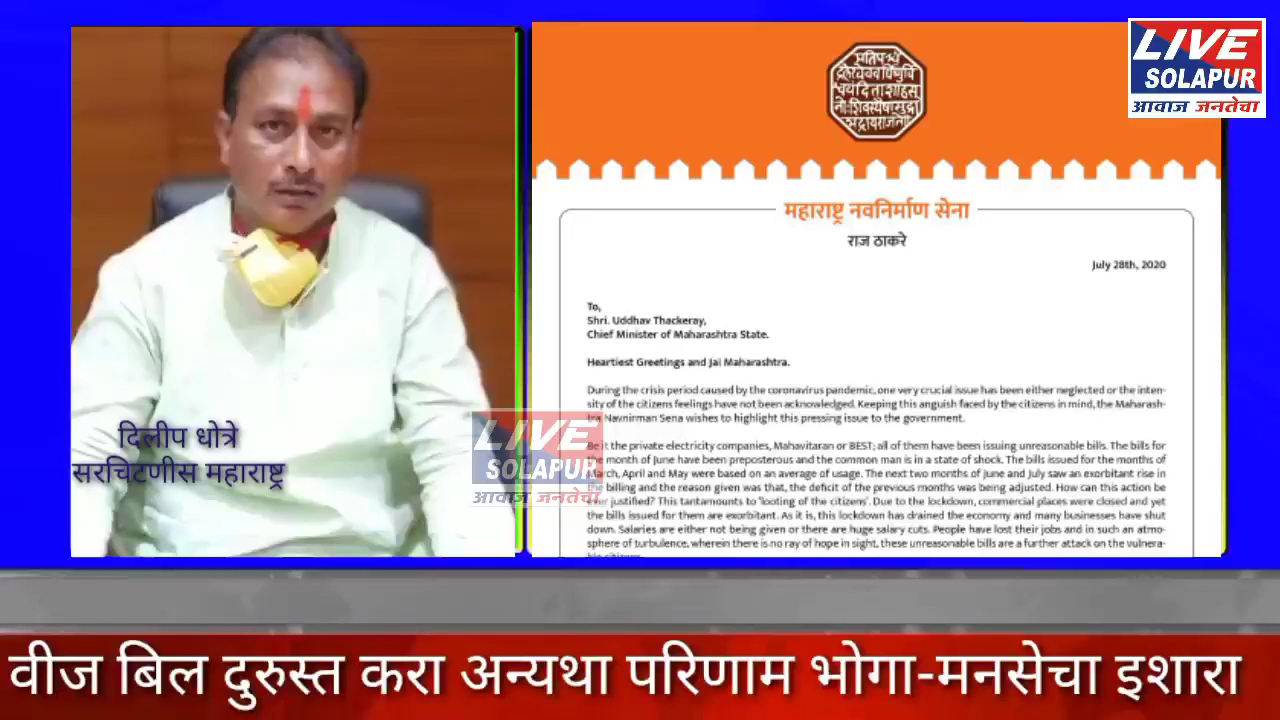 LIVE
SOLAPUR
आवाज जनतेचा
महाराष्ट्र नवनिर्माण सेना
राज ठाकरे
July 28th, 2020
To,
Shri. Uddhav Thackeray,
Chief Minister of Maharashtra State.
Heartiest Greetings and Jai Maharashtra.
During the crisis period caused by the coronavirus pandemic, one very crucial issue has been either neglected or the inten-
sity of the citizens feelings have not been acknowledged. Keeping this anguish faced by the citizens in mind, the Maharash-
tra Navnirman Sena wishes to highlight this pressing issue to the government.
Be it the private electricity companies, Mahavitaran or BEST; all of them have been issuing unreasonable bills. The bills for
the month of June have been preposterous and the common man is in a state of shock. The bills issued for the months of
March, April and May were based on an average of usage. The next two months of June and July saw an exorbitant rise in
the billing and the reason given was that, the deficit of the previous months was being adjusted. How can this action be
ever justified? This tantamounts to 'looting of the citizens'. Due to the lockdown, commercial places were closed and yet
the bills issued for them are exorbitant. As it is, this lockdown has drained the economy and many businesses have shut
down. Salaries are either not being given or there are huge salary cuts. People have lost their jobs and in such an atmo-
sphere of turbulence, wherein there is no ray of hope in sight, these unreasonable bills are a further attack on the vulnera-
ble citizens.
दिलीप धोत्रे
सरचिटणीस महाराष्ट्र
LIVE
SOLAPUR
आवाज जनतेचा
वीज बिल दुरुस्त करा अन्यथा परिणाम भोगा-मनसेचा इशारा